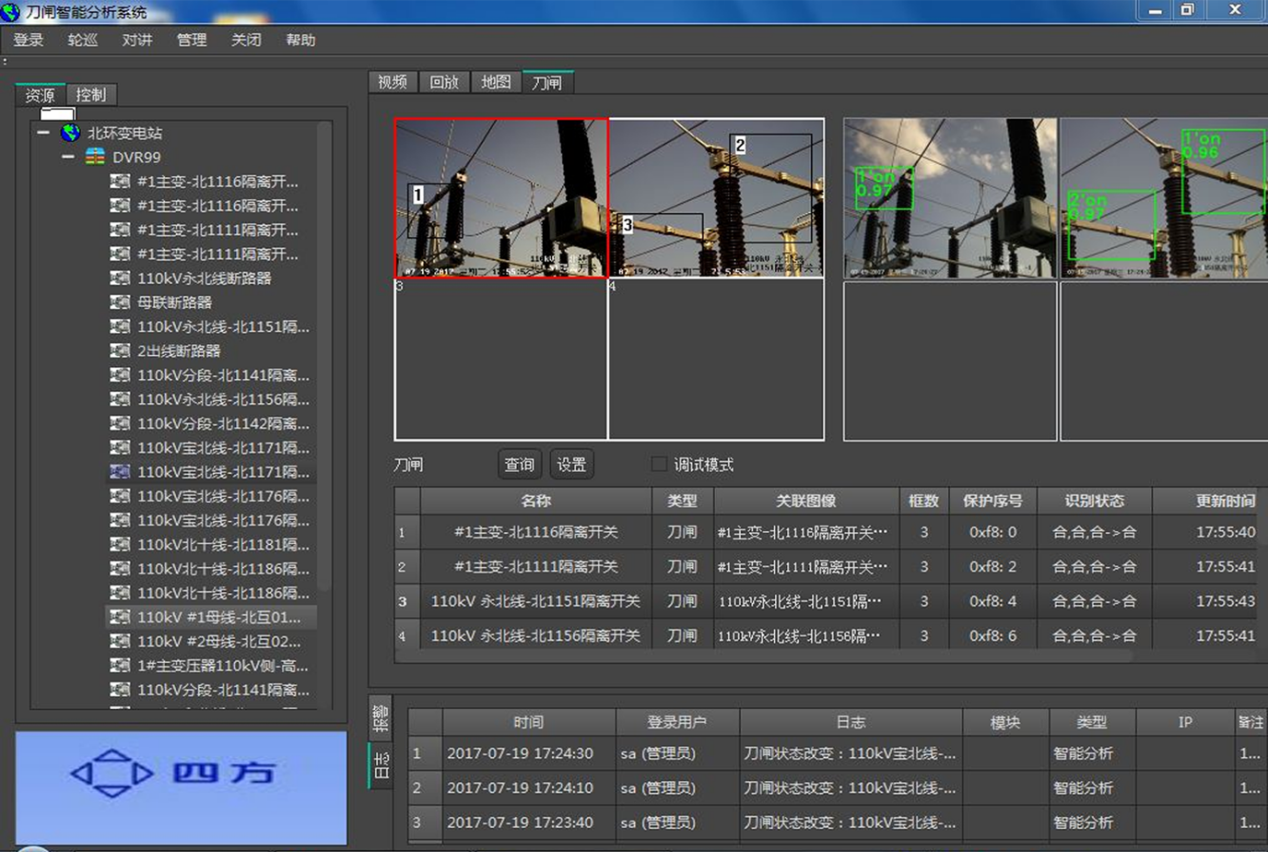 刀闸智能分析系统
登录 轮巡 对讲 管理 关闭 帮助
资源 控制
北环变电站
DVR99
#1主变-北1116隔离开...
#1主变-北1116隔离开...
#1主变-北1111隔离开...
#1主变-北1111隔离开...
110kV永北线断路器
母联断路器
110kV永北线-北1151隔...
2出线断路器
110kV分段-北1141隔离...
110kV永北线-北1156隔...
110kV分段-北1142隔离...
110kV宝北线-北1171隔...
110kV宝北线-北1171隔...
110kV宝北线-北1176隔...
110kV宝北线-北1176隔...
110kV北十线-北1181隔...
110kV北十线-北1186隔...
110kV北十线-北1186隔...
110kV #1母线-北互01...
110kV #2母线-北互02...
1#主变压器110kV侧-高...
110kV分段-北1141隔离...
四方
视频 回放 地图 刀闸
1
2
3
3
4
1'on
0.97
1'on
0.96
2'on
0.97
刀闸 查询 设置 调试模式
名称 类型 关联图像 框数 保护序号 识别状态 更新时间
1 #1主变-北1116隔离开关 刀闸 #1主变-北1116隔离开关… 3 0xf8: 0 合,合,合->合 17:55:40
2 #1主变-北1111隔离开关 刀闸 #1主变-北1111隔离开关… 3 0xf8: 2 合,合,合->合 17:55:41
3 110kV 永北线-北1151隔离开关 刀闸 110kV永北线-北1151隔… 3 0xf8: 4 合,合,合->合 17:55:43
4 110kV 永北线-北1156隔离开关 刀闸 110kV永北线-北1156隔… 3 0xf8: 6 合,合,合->合 17:55:41
日志
时间 登录用户 日志 模块 类型 IP 备注
1 2017-07-19 17:24:30 sa (管理员) 刀闸状态改变：110kV宝北线-... 智能分析 1...
2 2017-07-19 17:24:10 sa (管理员) 刀闸状态改变：110kV宝北线-... 智能分析 1...
3 2017-07-19 17:23:40 sa (管理员) 刀闸状态改变：110kV宝北线-... 智能分析 1...